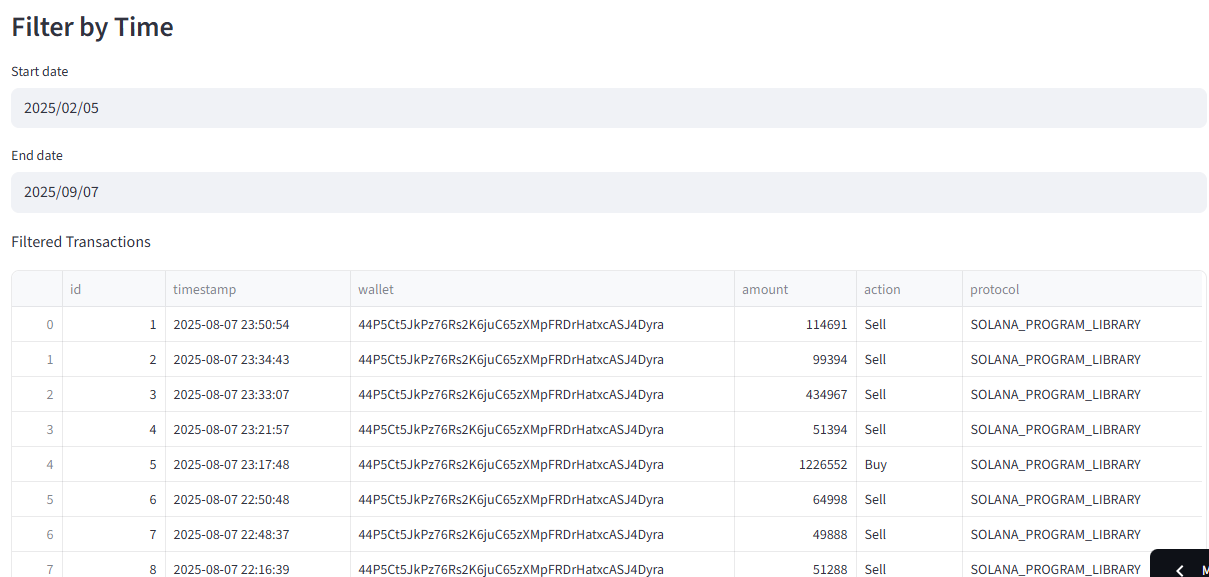 Filter by Time
Start date
2025/02/05
End date
2025/09/07
Filtered Transactions
id timestamp wallet amount action protocol
0 1 2025-08-07 23:50:54 44P5Ct5JkPz76Rs2K6juC65zXMpFRDrHatxcASJ4Dyra 114691 Sell SOLANA_PROGRAM_LIBRARY
1 2 2025-08-07 23:34:43 44P5Ct5JkPz76Rs2K6juC65zXMpFRDrHatxcASJ4Dyra 99394 Sell SOLANA_PROGRAM_LIBRARY
2 3 2025-08-07 23:33:07 44P5Ct5JkPz76Rs2K6juC65zXMpFRDrHatxcASJ4Dyra 434967 Sell SOLANA_PROGRAM_LIBRARY
3 4 2025-08-07 23:21:57 44P5Ct5JkPz76Rs2K6juC65zXMpFRDrHatxcASJ4Dyra 51394 Sell SOLANA_PROGRAM_LIBRARY
4 5 2025-08-07 23:17:48 44P5Ct5JkPz76Rs2K6juC65zXMpFRDrHatxcASJ4Dyra 1226552 Buy SOLANA_PROGRAM_LIBRARY
5 6 2025-08-07 22:50:48 44P5Ct5JkPz76Rs2K6juC65zXMpFRDrHatxcASJ4Dyra 64998 Sell SOLANA_PROGRAM_LIBRARY
6 7 2025-08-07 22:48:37 44P5Ct5JkPz76Rs2K6juC65zXMpFRDrHatxcASJ4Dyra 49888 Sell SOLANA_PROGRAM_LIBRARY
7 8 2025-08-07 22:16:39 44P5Ct5JkPz76Rs2K6juC65zXMpFRDrHatxcASJ4Dyra 51288 Sell SOLANA_PROGRAM_LIBRARY